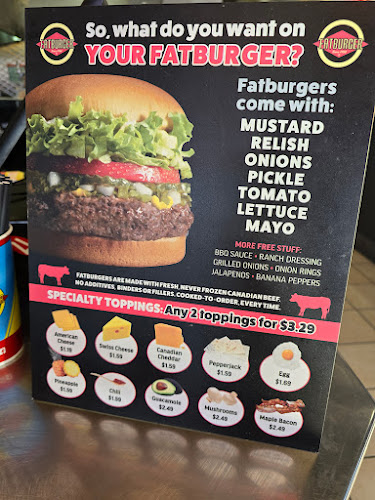 So, what do you want on
YOUR FATBURGER?
FATBURGER
FATBURGER
Fatburgers
come with:
MUSTARD
RELISH
ONIONS
PICKLE
TOMATO
LETTUCE
MAYO
MORE FREE STUFF:
BBQ SAUCE • RANCH DRESSING
GRILLED ONIONS • ONION RINGS
JALAPENOS • BANANA PEPPERS
FATBURGERS ARE MADE WITH FRESH, NEVER FROZEN CANADIAN BEEF.
NO ADDITIVES, BINDERS OR FILLERS. COOKED-TO-ORDER, EVERY TIME.
SPECIALTY TOPPINGS: Any 2 toppings for $3.29
American
Cheese
Swiss Cheese
$1.59
Canadian
Cheddar
$1.59
Pepperjack
$1.59
Egg
$1.69
Pineapple
Chili
Guacamole
$2.49
Mushrooms
$2.49
Maple Bacon
$2.49